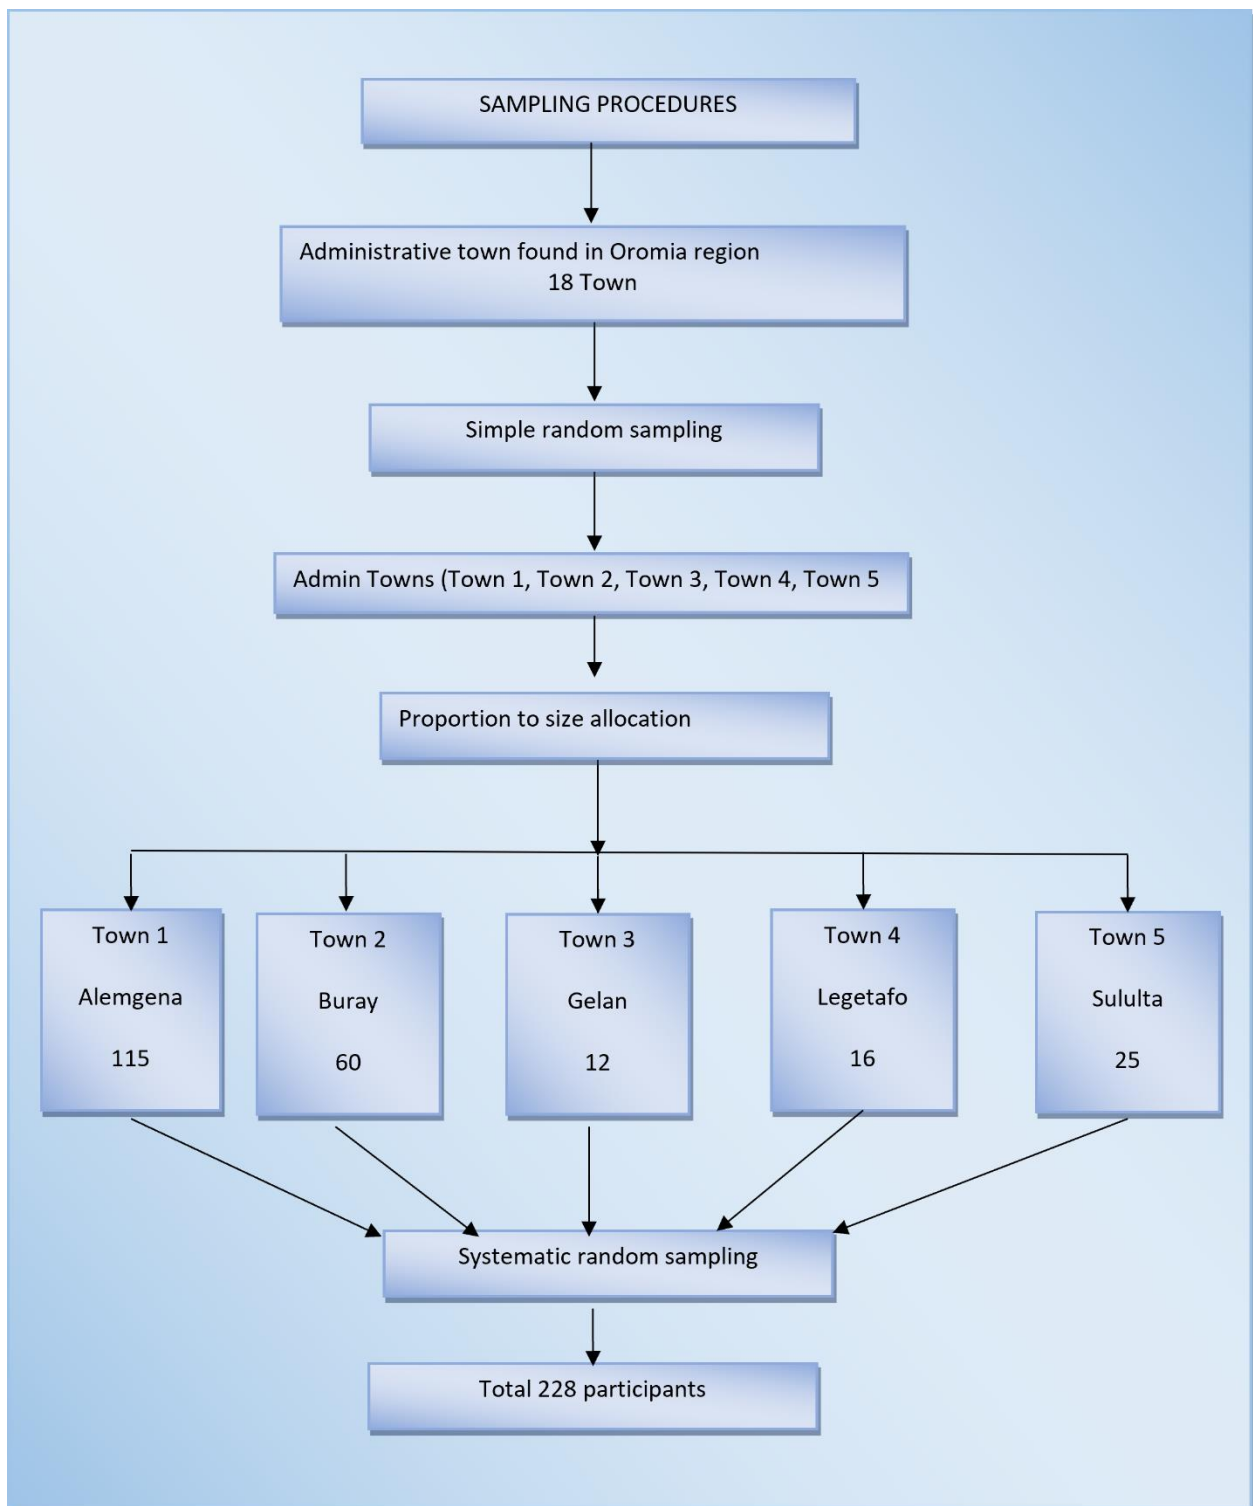 SAMPLING PROCEDURES
Administrative town found in Oromia region
18 Town
Simple random sampling
Admin Towns (Town 1, Town 2, Town 3, Town 4, Town 5
Proportion to size allocation
Town 1
Alemgena
115
Town 2
Buray
60
Town 3
Gelan
12
Town 4
Legetafo
16
Town 5
Sululta
25
Systematic random sampling
Total 228 participants